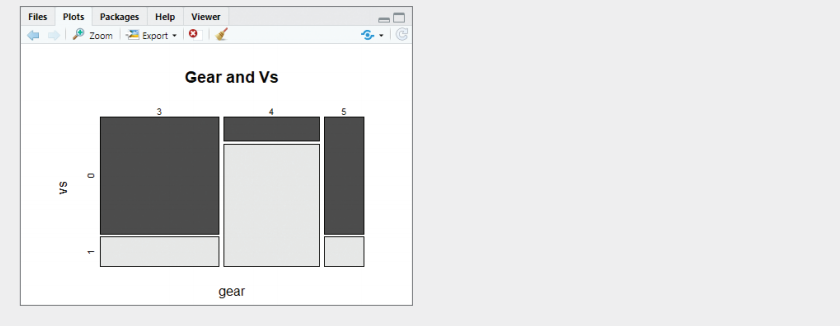 Files Plots Packages Help Viewer
Zoom Export
Gear and Vs
3 4 5
vs
0
1
gear